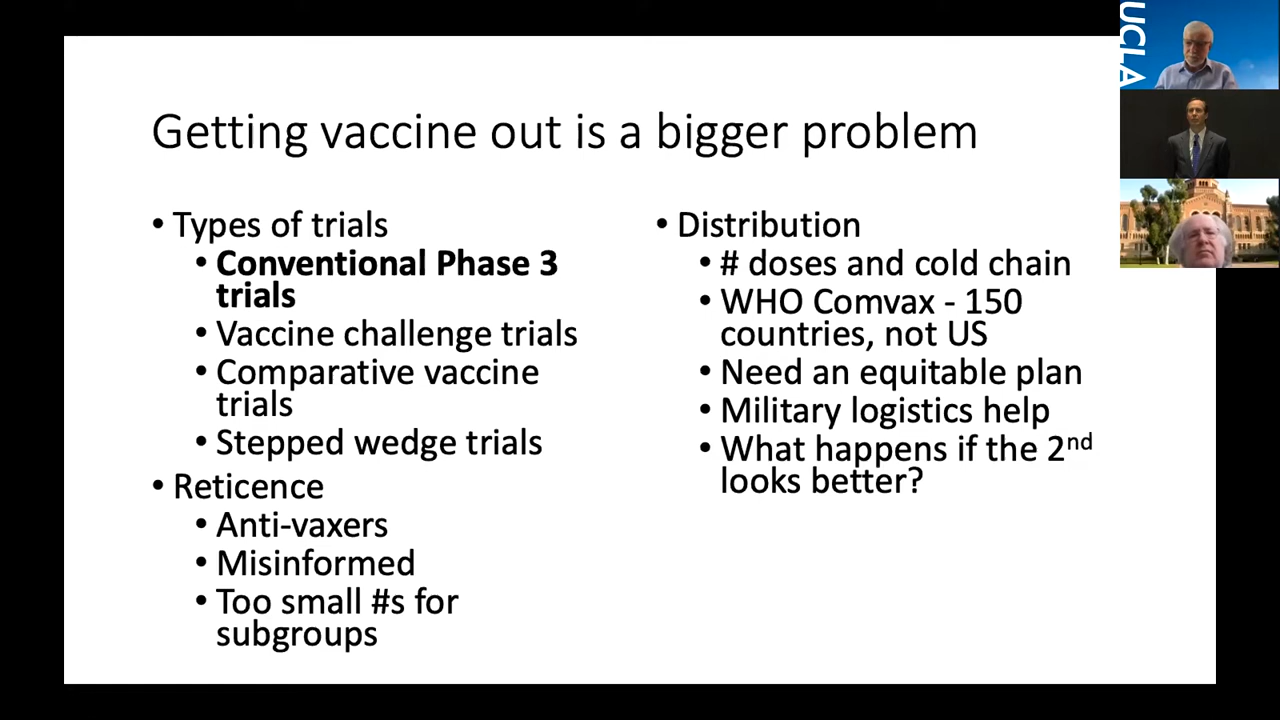 Getting vaccine out is a bigger problem
• Types of trials
• Conventional Phase 3
trials
• Vaccine challenge trials
• Comparative vaccine
trials
• Stepped wedge trials
• Reticence
• Anti-vaxers
• Misinformed
• Too small #s for
subgroups
• Distribution
• # doses and cold chain
• WHO Comvax - 150
countries, not US
• Need an equitable plan
• Military logistics help
• What happens if the 2nd
looks better?
UCLA